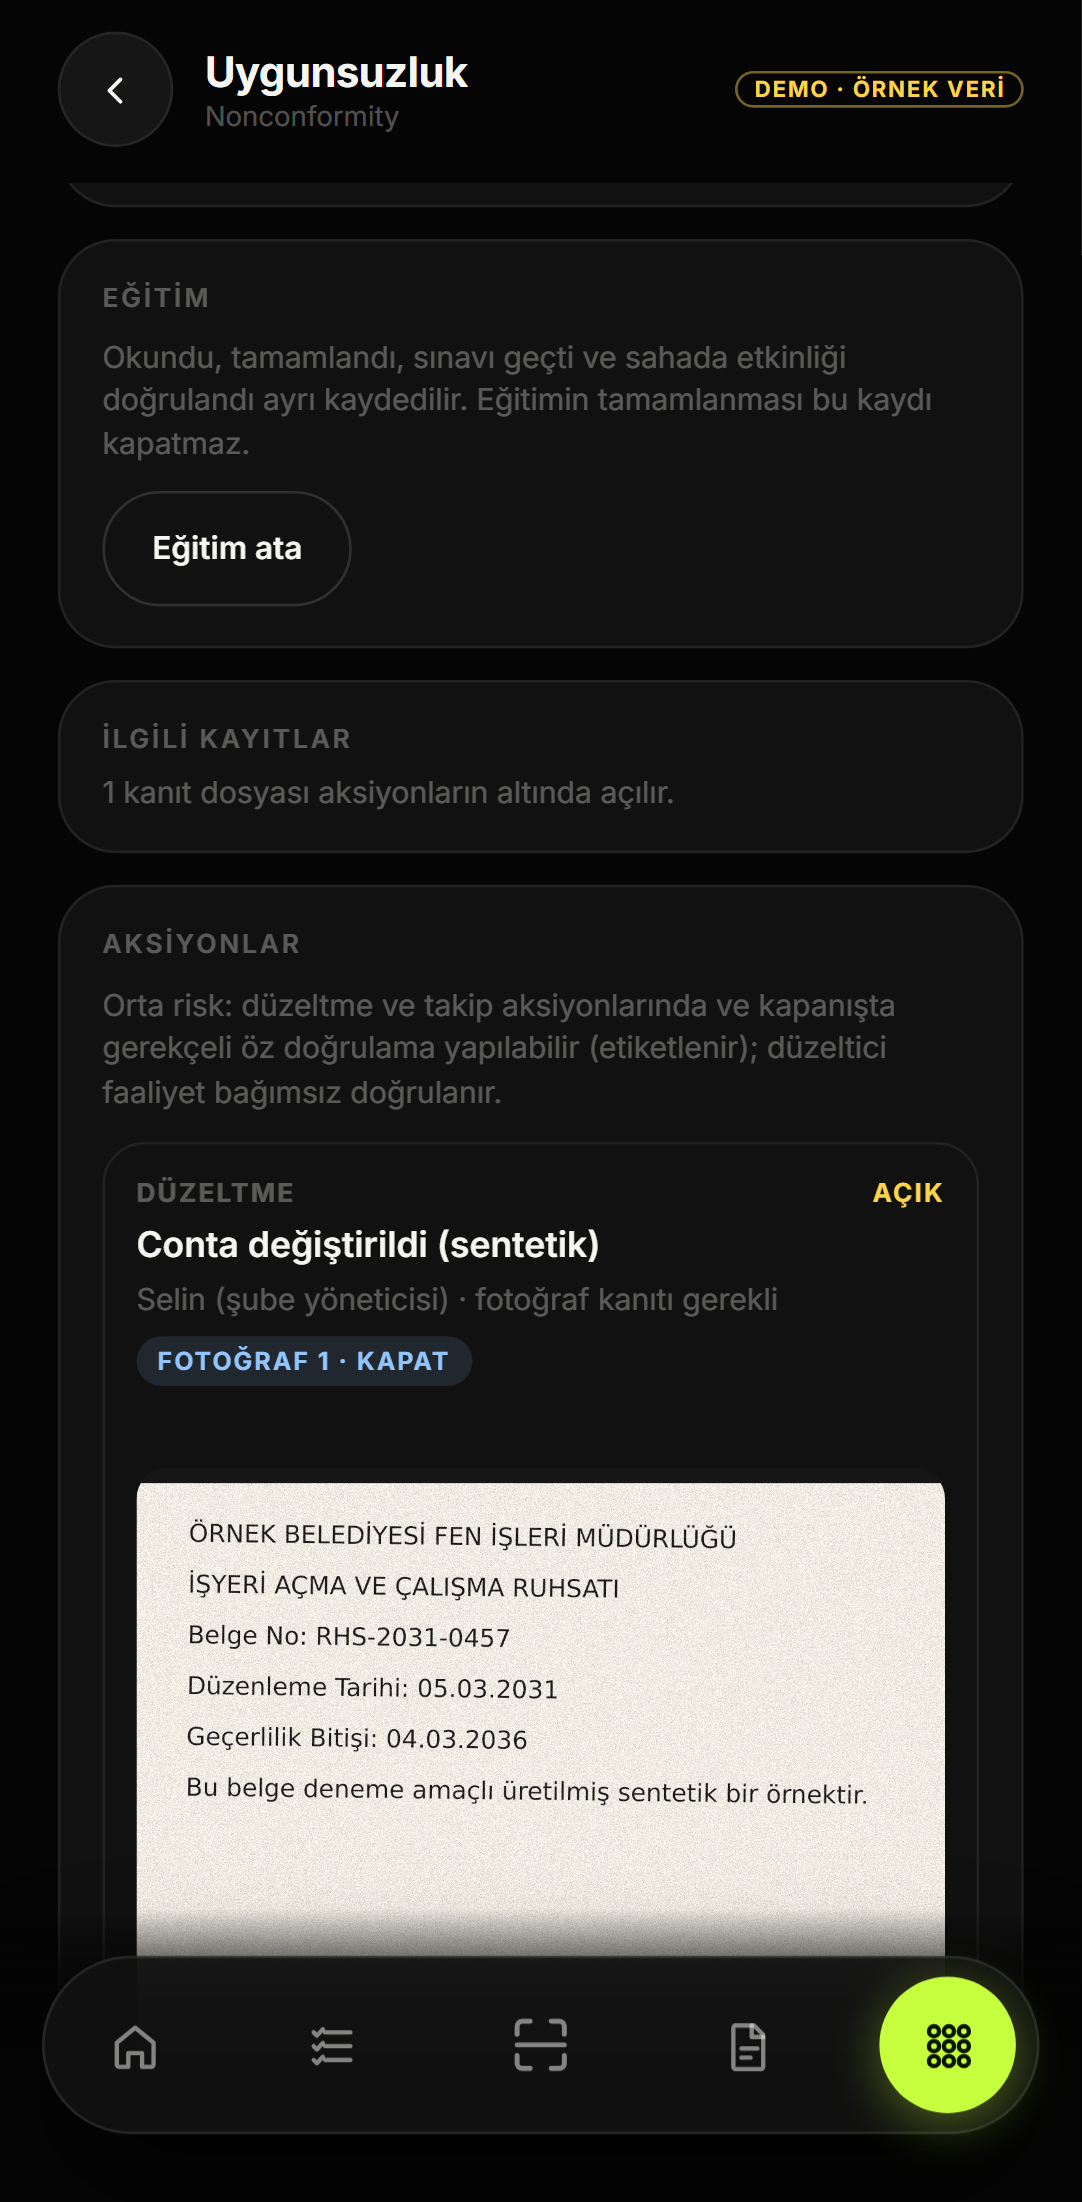 Uygunsuzluk
Nonconformity
DEMO · ÖRNEK VERİ
EĞİTİM
Okundu, tamamlandı, sınavı geçti ve sahada etkinliği
doğrulandı ayrı kaydedilir. Eğitimin tamamlanması bu kaydı
kapatmaz.
Eğitim ata
İLGİLİ KAYITLAR
1 kanıt dosyası aksiyonların altında açılır.
AKSİYONLAR
Orta risk: düzeltme ve takip aksiyonlarında ve kapanışta
gerekçeli öz doğrulama yapılabilir (etiketlenir); düzeltici
faaliyet bağımsız doğrulanır.
DÜZELTME
AÇIK
Conta değiştirildi (sentetik)
Selin (şube yöneticisi) · fotoğraf kanıtı gerekli
FOTOĞRAF 1 · KAPAT
ÖRNEK BELEDİYESİ FEN İŞLERİ MÜDÜRLÜĞÜ
İŞYERİ AÇMA VE ÇALIŞMA RUHSATI
Belge No: RHS-2031-0457
Düzenleme Tarihi: 05.03.2031
Geçerlilik Bitişi: 04.03.2036
Bu belge deneme amaçlı üretilmiş sentetik bir örnektir.